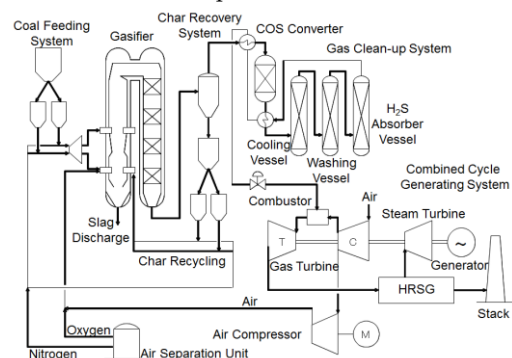 Coal Feeding
System
Gasifier
Char Recovery
System
COS Converter
Gas Clean-up System
H2S
Absorber
Vessel
Cooling
Vessel
Washing
Vessel
Combined Cycle
Generating System
Combustor
Air
Steam Turbine
Slag
Discharge
T
C
~
Gas Turbine
Generator
Char Recycling
HRSG
Stack
Air
Oxygen
Air Compressor
M
Nitrogen
Air Separation Unit